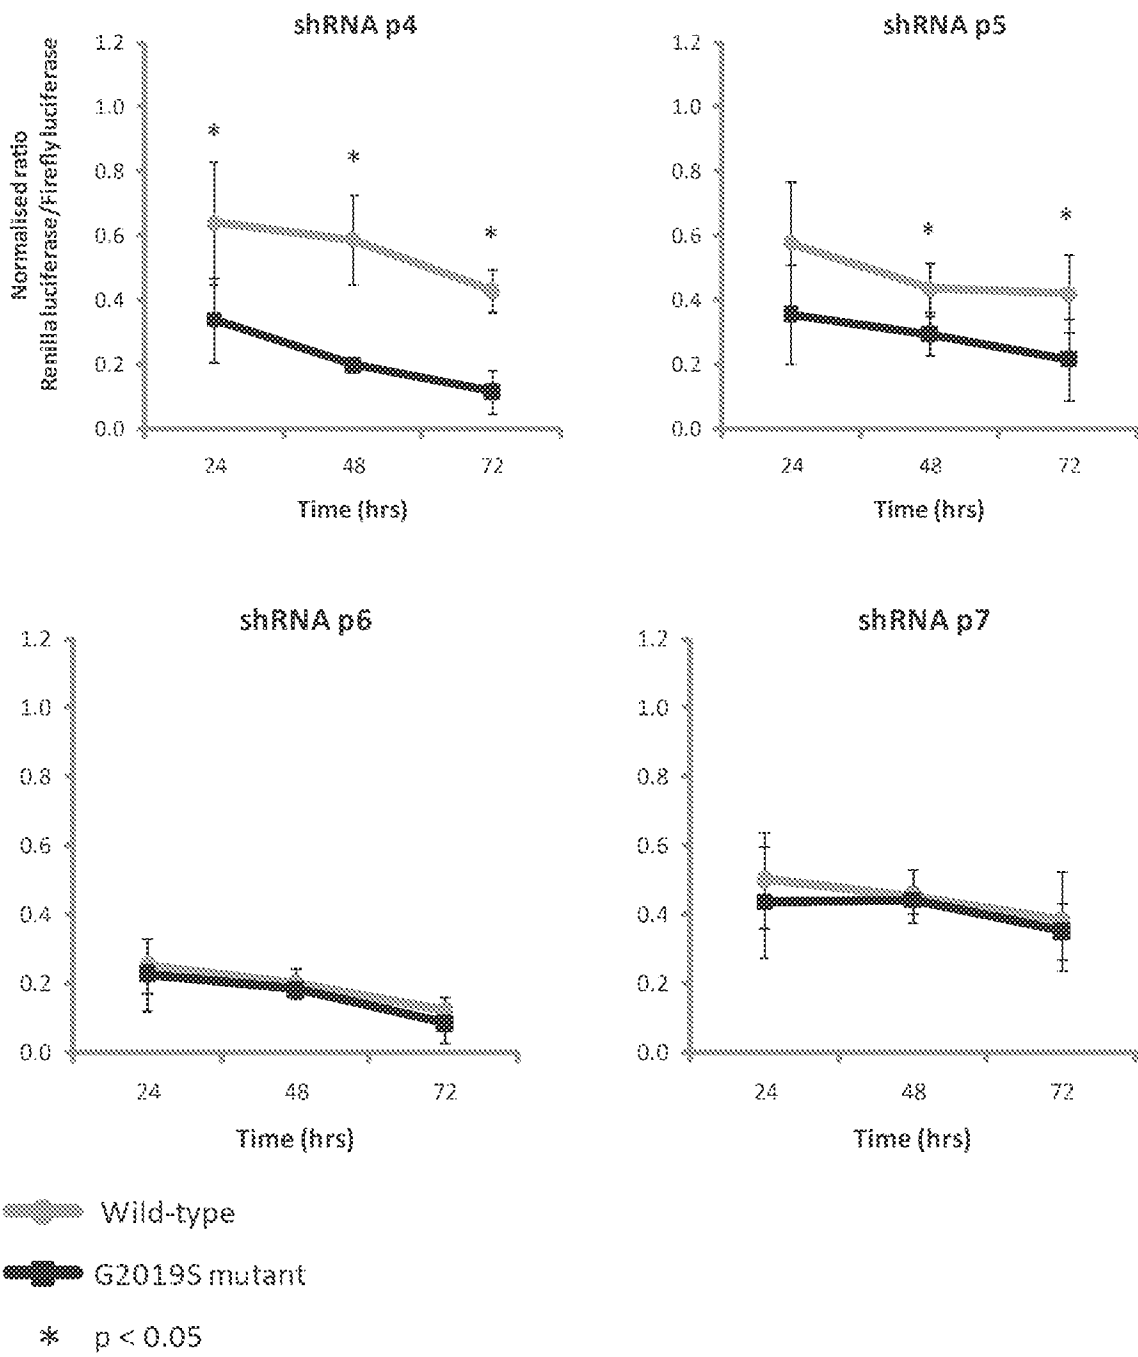 shRNA p4
Normalised ratio
Renilla luciferase/Firefly luciferase
1.2
1.0
0.8
0.6
0.4
0.2
0.0
*
*
*
24 48 72
Time (hrs)
shRNA p5
1.2
1.0
0.8
0.6
0.4
0.2
0.0
*
*
24 48 72
Time (hrs)
shRNA p6
1.2
1.0
0.8
0.6
0.4
0.2
0.0
24 48 72
Time (hrs)
shRNA p7
1.2
1.0
0.8
0.6
0.4
0.2
0.0
24 48 72
Time (hrs)
Wild-type
G2019S mutant
* p < 0.05